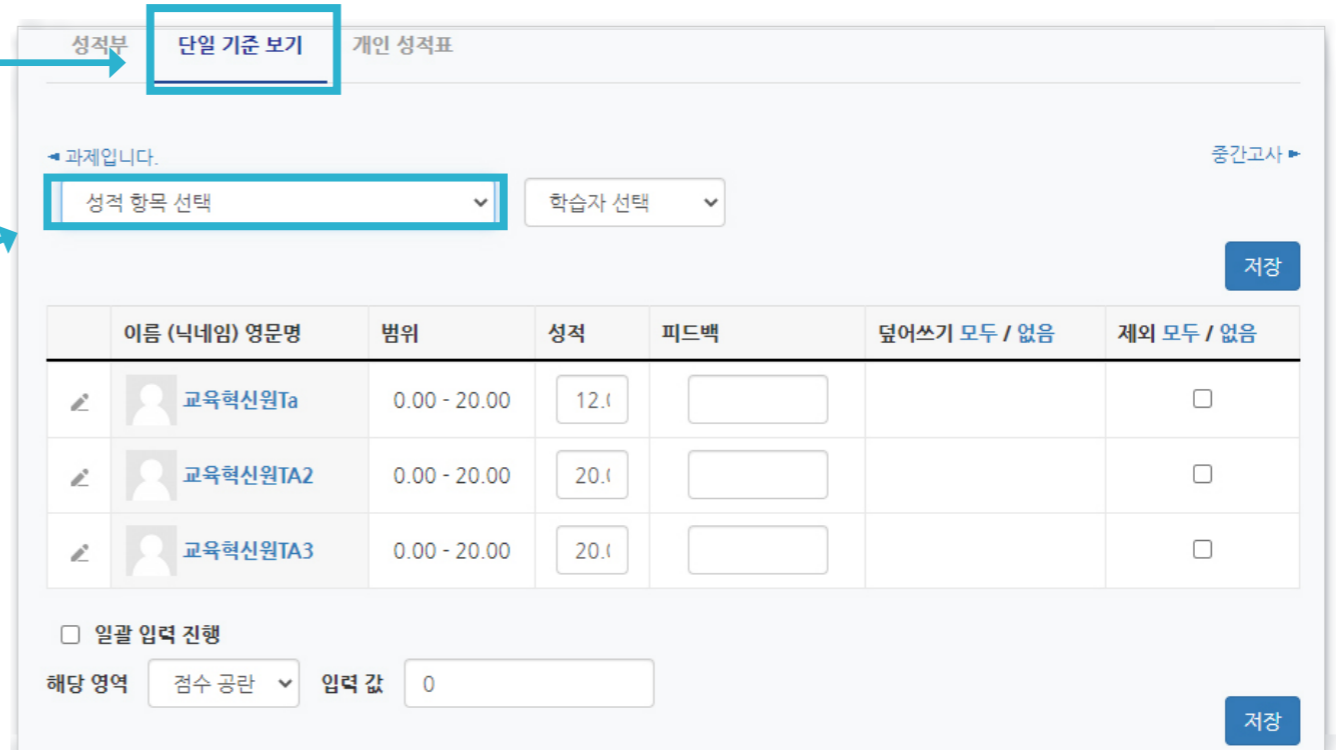 성적부 단일 기준 보기 개인 성적표
◄ 과제입니다. 중간고사 ►
성적 항목 선택 학습자 선택
저장
이름 (닉네임) 영문명 범위 성적 피드백 덮어쓰기 모두 / 없음 제외 모두 / 없음
교육혁신원Ta 0.00 - 20.00 12.
교육혁신원TA2 0.00 - 20.00 20.
교육혁신원TA3 0.00 - 20.00 20.
일괄 입력 진행
해당 영역 점수 공란 입력 값 0
저장